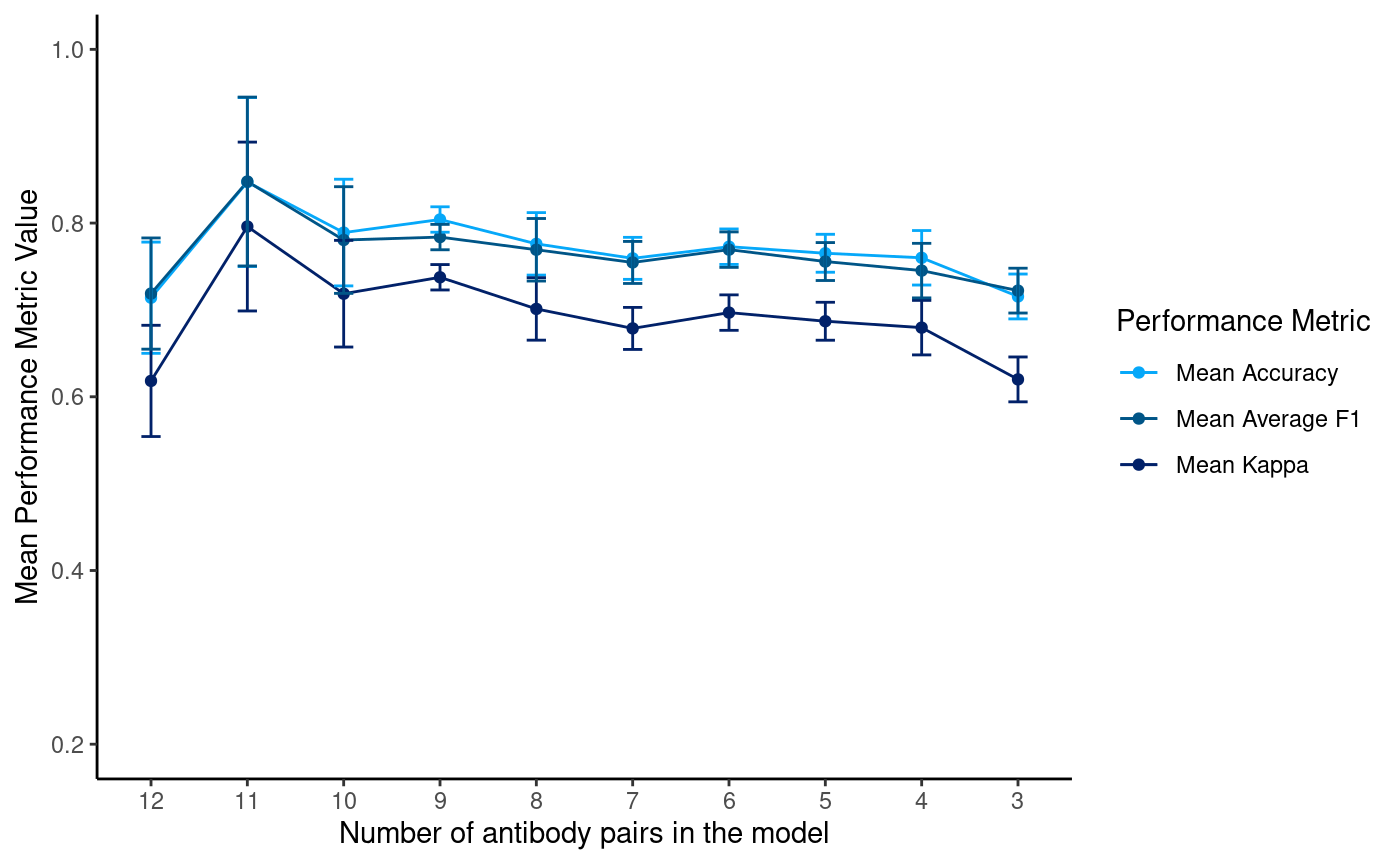 Mean Performance Metric Value
1.0
0.8
0.6
0.4
0.2
12 11 10 9 8 7 6 5 4 3
Number of antibody pairs in the model
Performance Metric
Mean Accuracy
Mean Average F1
Mean Kappa